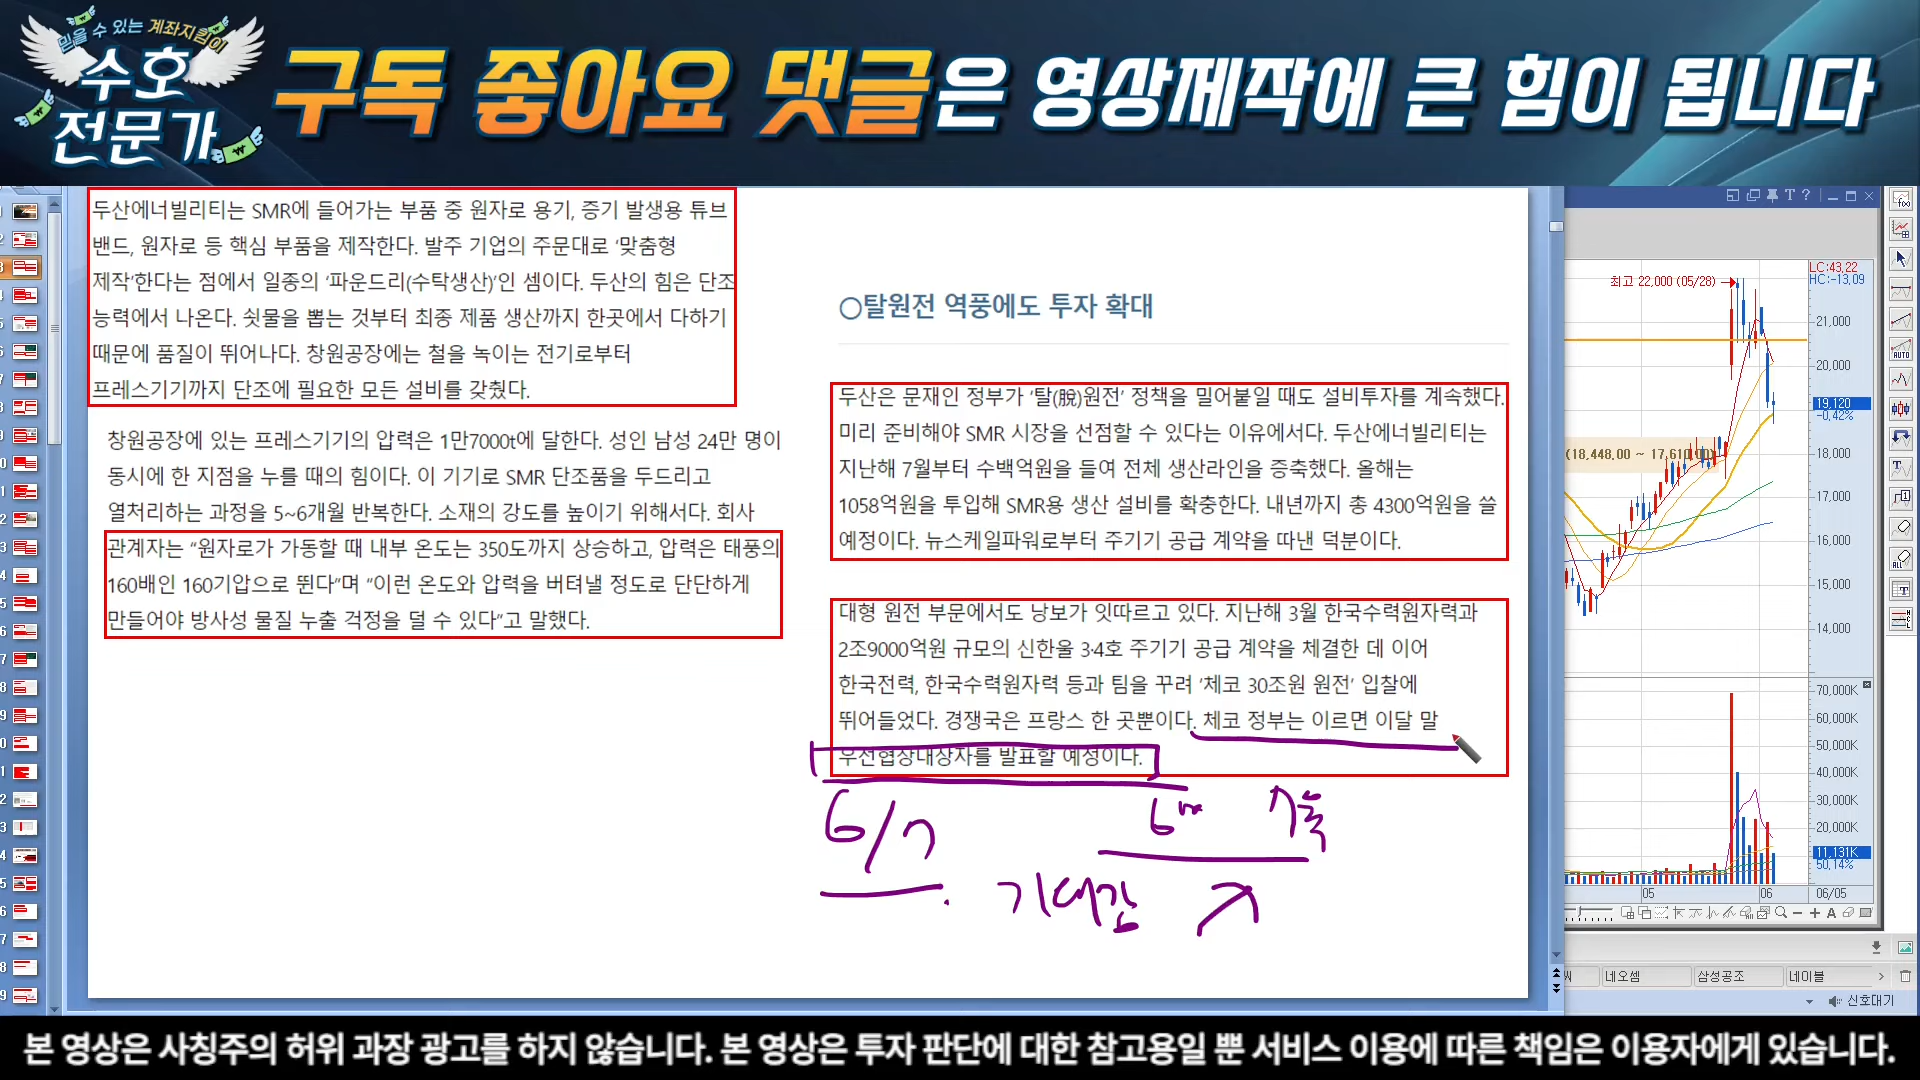 믿을 수 있는 계좌지킴이
수호
전문가
구독 좋아요 댓글은 영상제작에 큰 힘이 됩니다
두산에너빌리티는 SMR에 들어가는 부품 중 원자로 용기, 증기 발생용 튜브
밴드, 원자로 등 핵심 부품을 제작한다. 발주 기업의 주문대로 ‘맞춤형
제작’한다는 점에서 일종의 ‘파운드리(수탁생산)’인 셈이다. 두산의 힘은 단조
능력에서 나온다. 쇳물을 뽑는 것부터 최종 제품 생산까지 한곳에서 다하기
때문에 품질이 뛰어나다. 창원공장에는 철을 녹이는 전기로부터
프레스기기까지 단조에 필요한 모든 설비를 갖췄다.
창원공장에 있는 프레스기기의 압력은 1만7000t에 달한다. 성인 남성 24만 명이
동시에 한 지점을 누를 때의 힘이다. 이 기기로 SMR 단조품을 두드리고
열처리하는 과정을 5~6개월 반복한다. 소재의 강도를 높이기 위해서다. 회사
관계자는 “원자로가 가동할 때 내부 온도는 350도까지 상승하고, 압력은 태풍의
160배인 160기압으로 뛴다”며 “이런 온도와 압력을 버텨낼 정도로 단단하게
만들어야 방사성 물질 누출 걱정을 덜 수 있다”고 말했다.
○탈원전 역풍에도 투자 확대
두산은 문재인 정부가 ‘탈(脫)원전’ 정책을 밀어붙일 때도 설비투자를 계속했다.
미리 준비해야 SMR 시장을 선점할 수 있다는 이유에서다. 두산에너빌리티는
지난해 7월부터 수백억원을 들여 전체 생산라인을 증축했다. 올해는
1058억원을 투입해 SMR용 생산 설비를 확충한다. 내년까지 총 4300억원을 쓸
예정이다. 뉴스케일파워로부터 주기기 공급 계약을 따낸 덕분이다.
대형 원전 부문에서도 낭보가 잇따르고 있다. 지난해 3월 한국수력원자력과
2조9000억원 규모의 신한울 3·4호 주기기 공급 계약을 체결한 데 이어
한국전력, 한국수력원자력 등과 팀을 꾸려 ‘체코 30조원 원전’ 입찰에
뛰어들었다. 경쟁국은 프랑스 한 곳뿐이다. 체코 정부는 이르면 이달 말
우선협상대상자를 발표할 예정이다.
6/7
기대감
최고 22,000 (05/28)
LC:43,22
HC:-13,09
21,000
20,000
19,120
-0,42%
(18,448,00 ~ 17,610,00)
18,000
17,000
16,000
15,000
14,000
70,000K
60,000K
50,000K
40,000K
30,000K
20,000K
11,131K
50,14%
05
06
06/05
네오셈
삼성공조
네이블
신호대기
본 영상은 사칭주의 허위 과장 광고를 하지 않습니다. 본 영상은 투자 판단에 대한 참고용일 뿐 서비스 이용에 따른 책임은 이용자에게 있습니다.